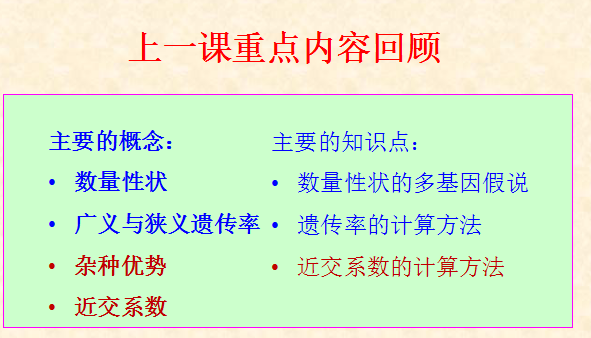 上一课重点内容回顾
主要的概念：
• 数量性状
• 广义与狭义遗传率
• 杂种优势
• 近交系数
主要的知识点：
• 数量性状的多基因假说
• 遗传率的计算方法
• 近交系数的计算方法